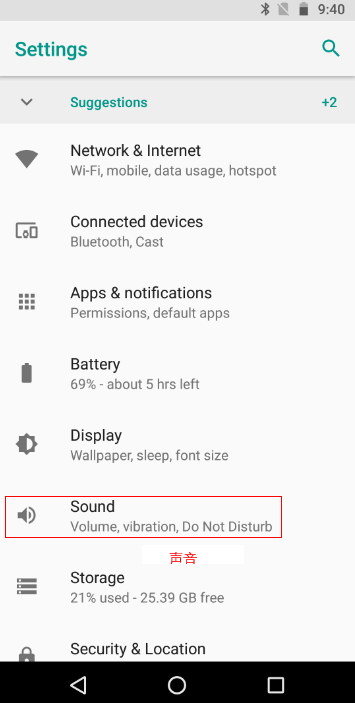 9:40
Settings
Suggestions +2
Network & Internet
Wi-Fi, mobile, data usage, hotspot
Connected devices
Bluetooth, Cast
Apps & notifications
Permissions, default apps
Battery
69% - about 5 hrs left
Display
Wallpaper, sleep, font size
Sound
Volume, vibration, Do Not Disturb
声音
Storage
21% used - 25.39 GB free
Security & Location